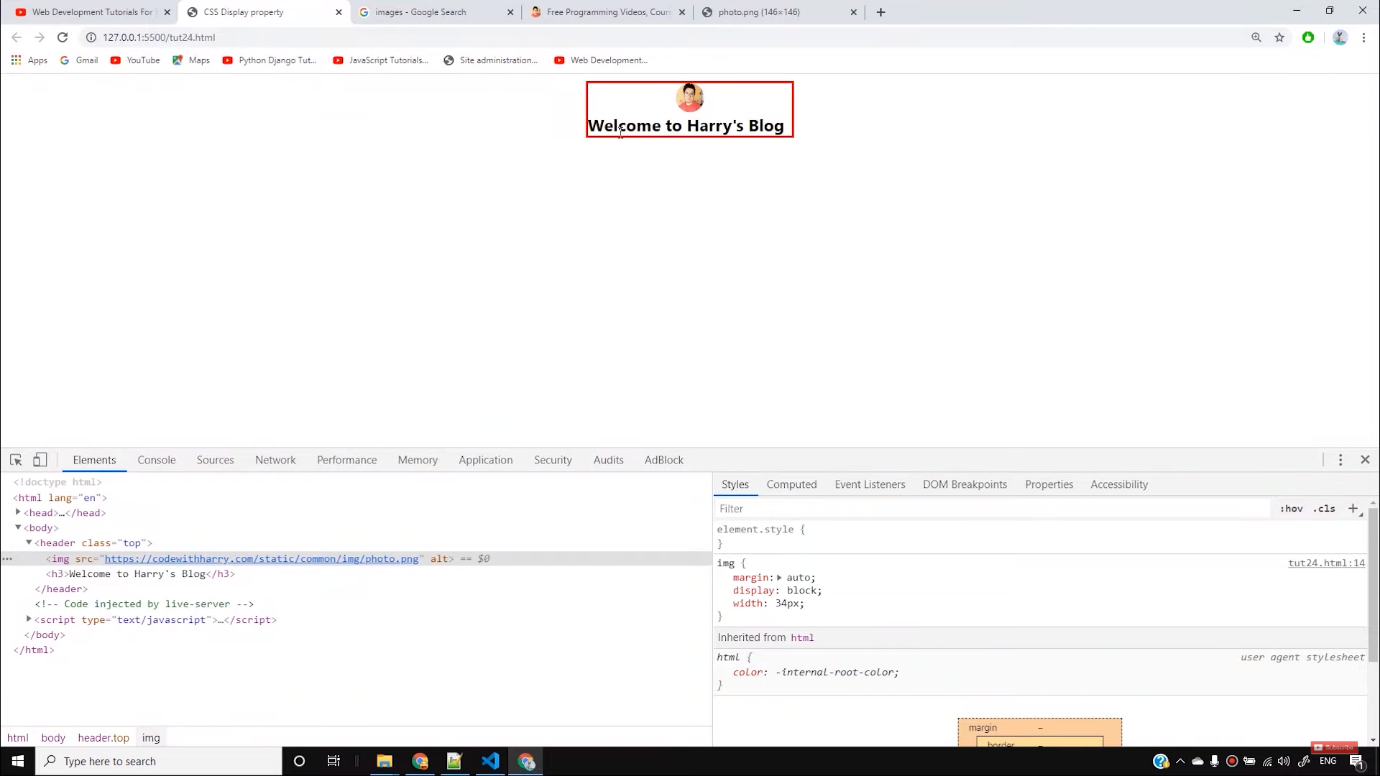 Web Development Tutorials For
CSS Display property
images - Google Search
Free Programming Videos, Cour
photo.png (146×146)
127.0.0.1:5500/tut24.html
Apps
Gmail
YouTube
Maps
Python Django Tut...
JavaScript Tutorials...
Site administration...
Web Development...
Welcome to Harry's Blog
Elements
Console
Sources
Network
Performance
Memory
Application
Security
Audits
AdBlock
<!doctype html>
<html lang="en">
<head>…</head>
<body>
<header class="top">
<img src="https://codewithharry.com/static/common/img/photo.png" alt> == $0
<h3>Welcome to Harry's Blog</h3>
</header>
<!-- Code injected by live-server -->
<script type="text/javascript">…</script>
</body>
</html>
html body header.top img
Styles
Computed
Event Listeners
DOM Breakpoints
Properties
Accessibility
Filter
:hov .cls
element.style {
}
img { tut24.html:14
margin: auto;
display: block;
width: 34px;
}
Inherited from html
html { user agent stylesheet
color: -internal-root-color;
}
margin –
border –
Subscribe
Type here to search
ENG
1